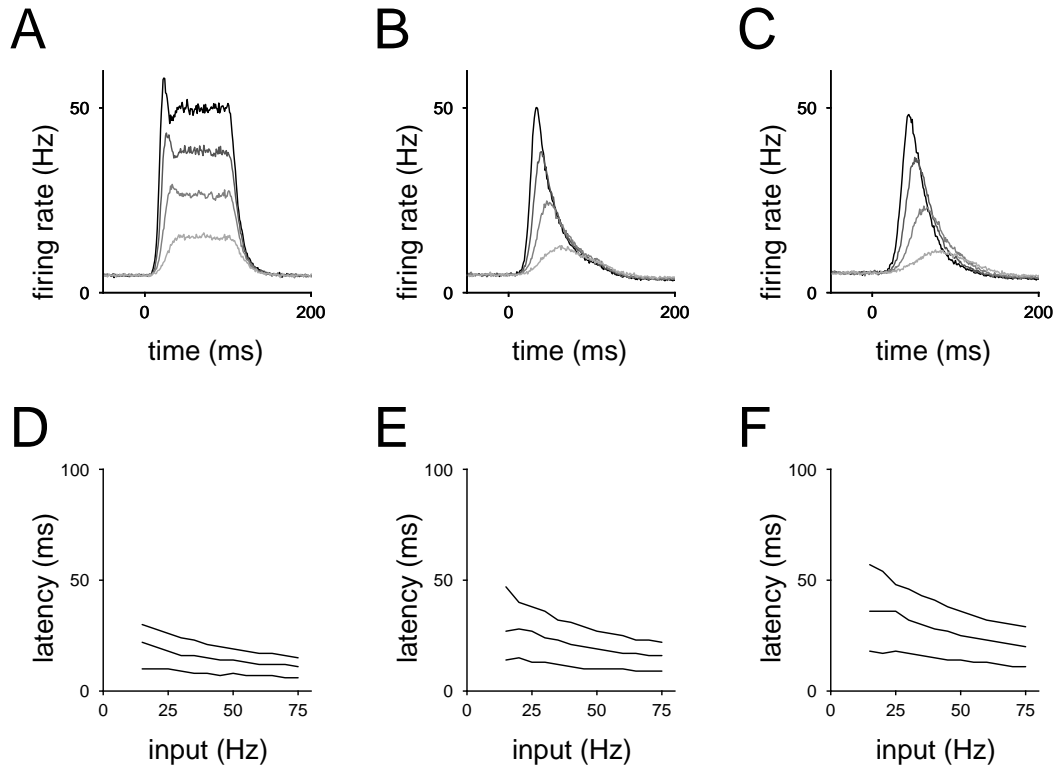 A B C
firing rate (Hz) firing rate (Hz) firing rate (Hz)
50 50 50
0 0 0
0 200 0 200 0 200
time (ms) time (ms) time (ms)
D E F
latency (ms) latency (ms) latency (ms)
100 100 100
50 50 50
0 0 0
0 25 50 75 0 25 50 75 0 25 50 75
input (Hz) input (Hz) input (Hz)